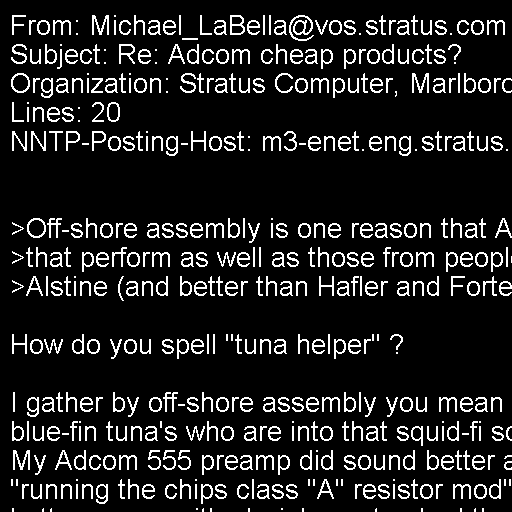 From: Michael_LaBella@vos.stratus.com
Subject: Re: Adcom cheap products?
Organization: Stratus Computer, Marlboro
Lines: 20
NNTP-Posting-Host: m3-enet.eng.stratus.
>Off-shore assembly is one reason that A
>that perform as well as those from peopl
>Alstine (and better than Hafler and Forte
How do you spell "tuna helper" ?
I gather by off-shore assembly you mean
blue-fin tuna's who are into that squid-fi so
My Adcom 555 preamp did sound better a
"running the chips class "A" resistor mod"